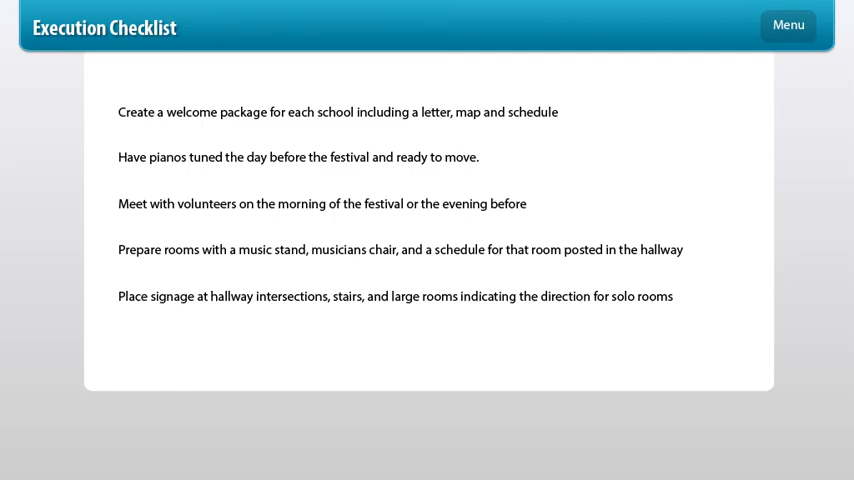 Execution Checklist
Menu
Create a welcome package for each school including a letter, map and schedule
Have pianos tuned the day before the festival and ready to move.
Meet with volunteers on the morning of the festival or the evening before
Prepare rooms with a music stand, musicians chair, and a schedule for that room posted in the hallway
Place signage at hallway intersections, stairs, and large rooms indicating the direction for solo rooms